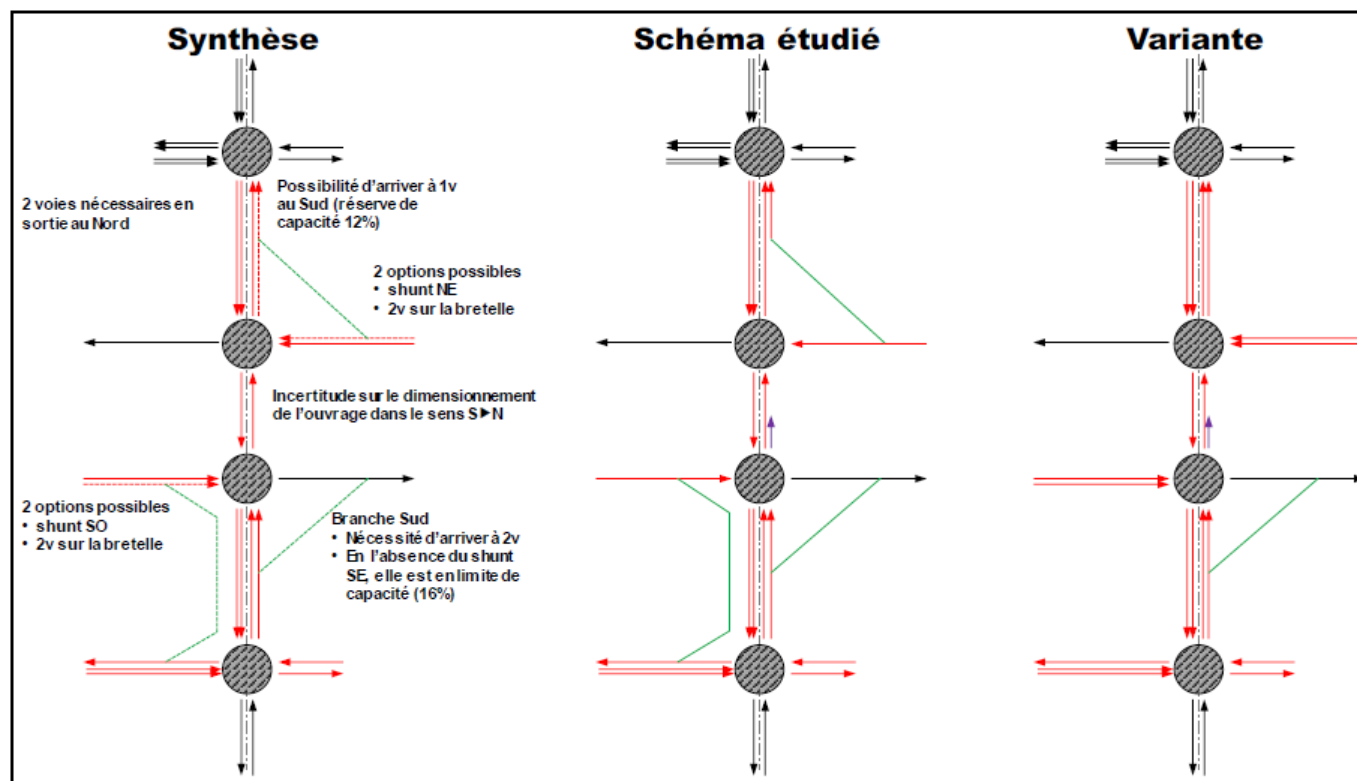 Synthèse
Schéma étudié
Variante
2 voies nécessaires en
sortie au Nord
Possibilité d'arriver à 1v
au Sud (réserve de
capacité 12%)
2 options possibles
• shunt NE
• 2v sur la bretelle
Incertitude sur le dimensionnement
de l'ouvrage dans le sens S►N
2 options possibles
• shunt SO
• 2v sur la bretelle
Branche Sud
• Nécessité d'arriver à 2v
• En l'absence du shunt
SE, elle est en limite de
capacité (16%)